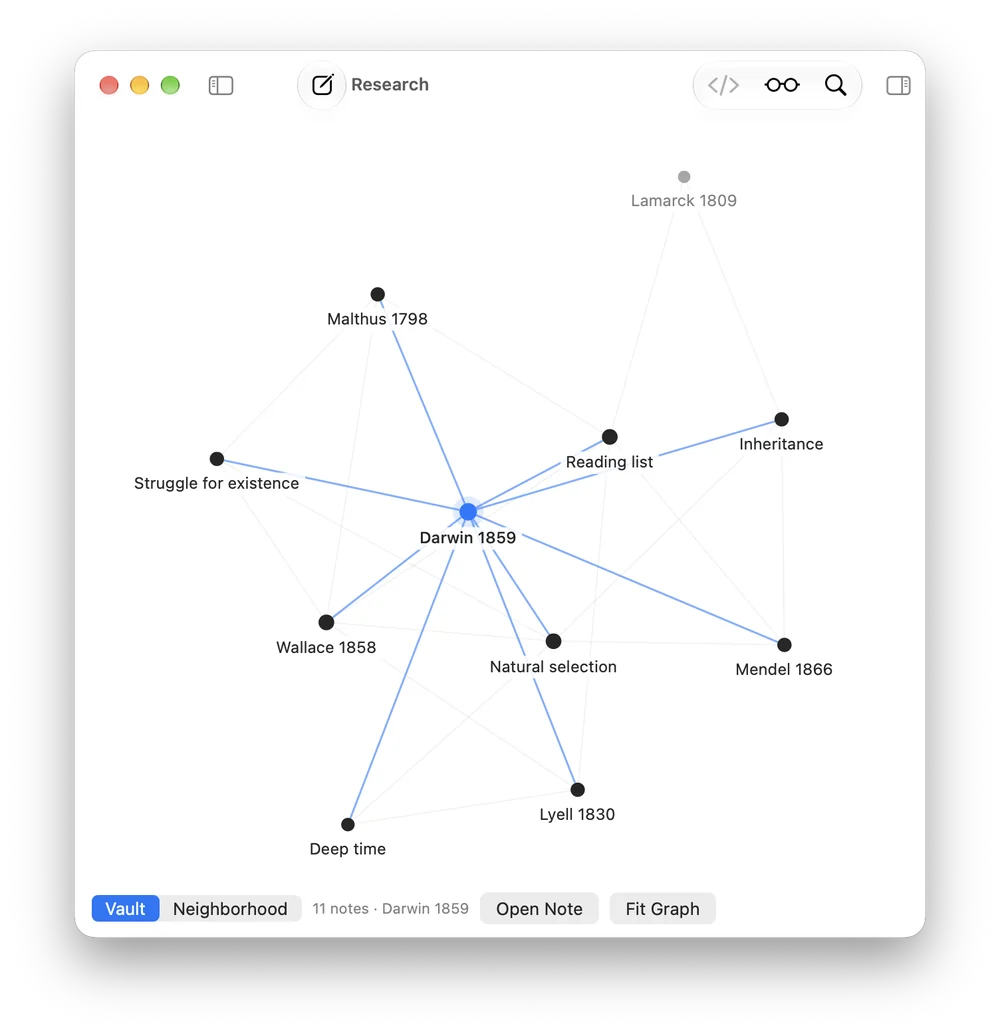 Research
Lamarck 1809
Malthus 1798
Inheritance
Reading list
Struggle for existence
Darwin 1859
Wallace 1858
Natural selection
Mendel 1866
Lyell 1830
Deep time
Vault Neighborhood 11 notes · Darwin 1859 Open Note Fit Graph